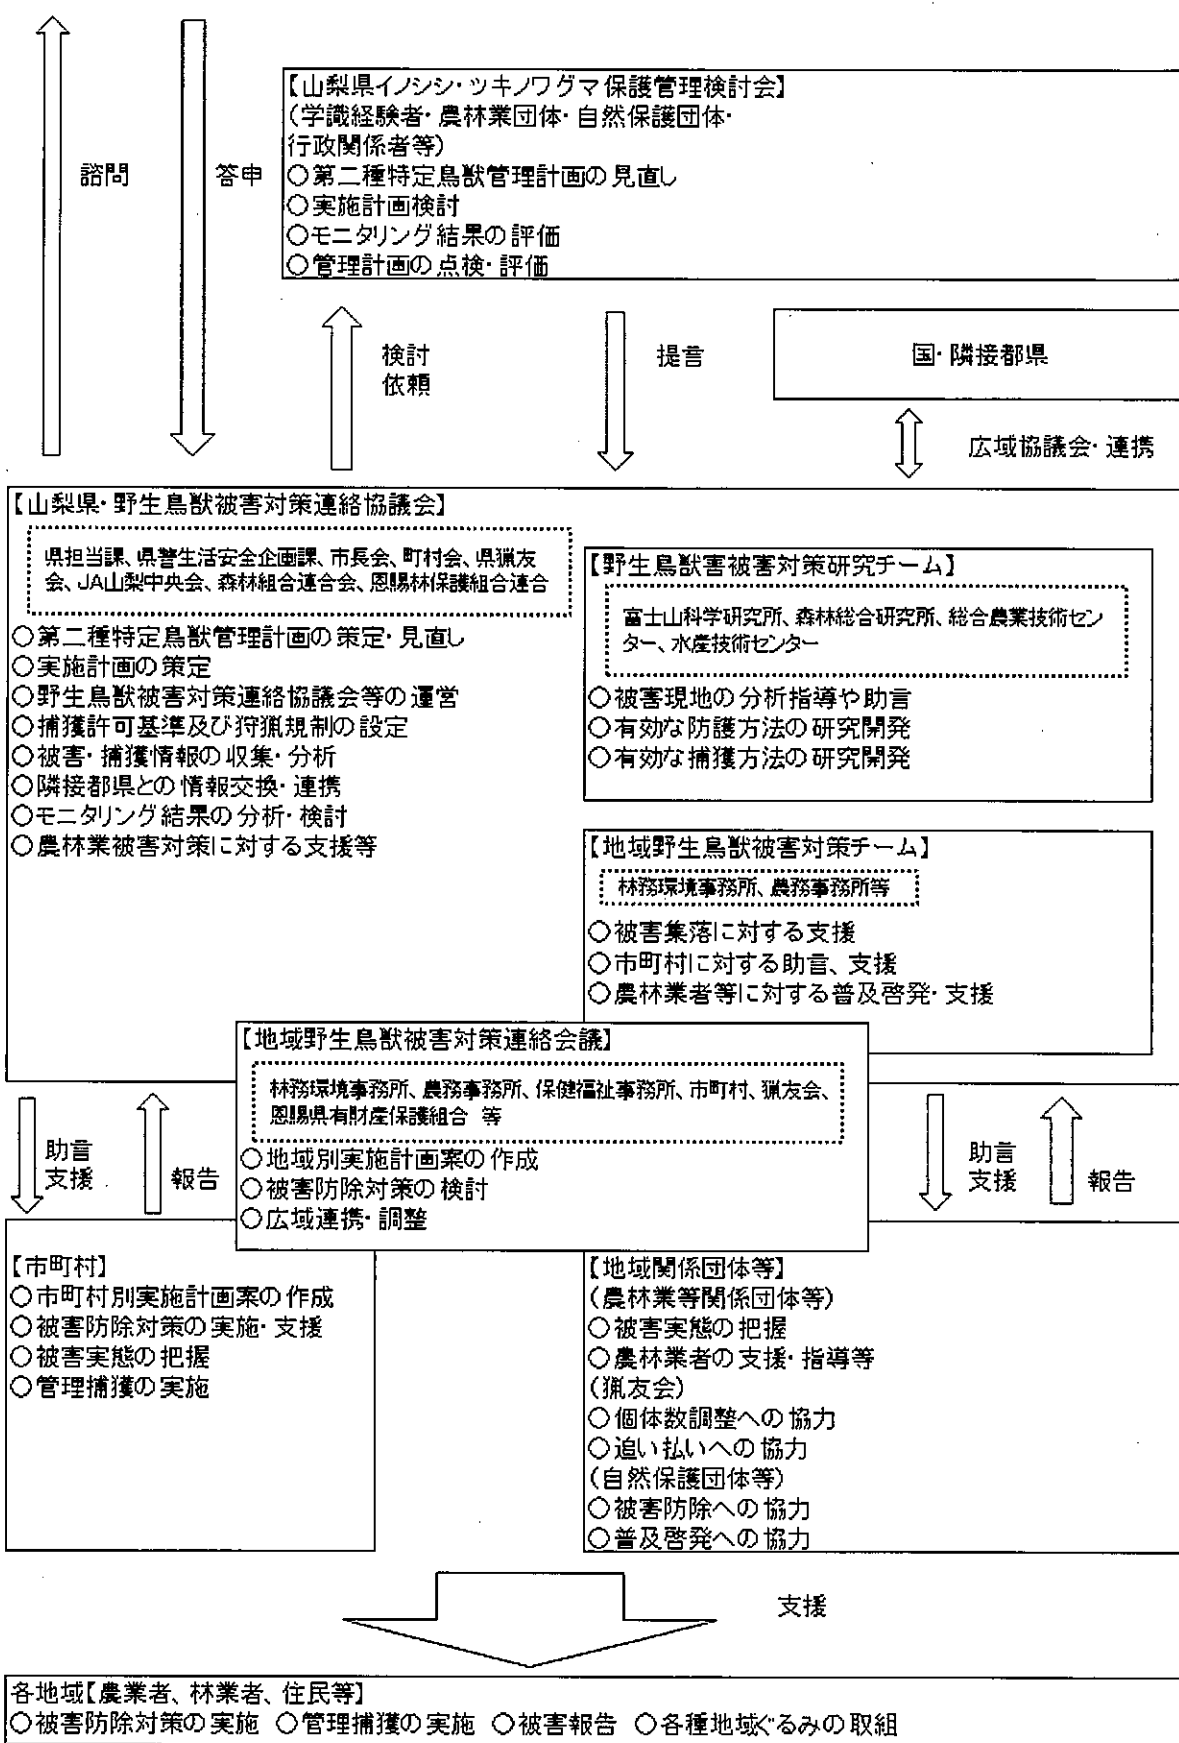 【山梨県イノシシ・ツキノワグマ保護管理検討会】
(学識経験者・農林業団体・自然保護団体・
行政関係者等)
○第二種特定鳥獣管理計画の見直し
○実施計画検討
○モニタリング結果の評価
○管理計画の点検・評価
諮問
答申
検討
依頼
提言
国・隣接都県
広域協議会・連携
【山梨県・野生鳥獣被害対策連絡協議会】
県担当課、県警生活安全企画課、市長会、町村会、県猟友
会、JA山梨中央会、森林組合連合会、恩賜林保護組合連合
○第二種特定鳥獣管理計画の策定・見直し
○実施計画の策定
○野生鳥獣被害対策連絡協議会等の運営
○捕獲許可基準及び狩猟規制の設定
○被害・捕獲情報の収集・分析
○隣接都県との情報交換・連携
○モニタリング結果の分析・検討
○農林業被害対策に対する支援等
【野生鳥獣害被害対策研究チーム】
富士山科学研究所、森林総合研究所、総合農業技術セン
ター、水産技術センター
○被害現地の分析指導や助言
○有効な防護方法の研究開発
○有効な捕獲方法の研究開発
【地域野生鳥獣被害対策チーム】
林務環境事務所、農務事務所等
○被害集落に対する支援
○市町村に対する助言、支援
○農林業者等に対する普及啓発・支援
【地域野生鳥獣被害対策連絡会議】
林務環境事務所、農務事務所、保健福祉事務所、市町村、猟友会、
恩賜県有財産保護組合 等
○地域別実施計画案の作成
○被害防除対策の検討
○広域連携・調整
助言
支援
報告
助言
支援
報告
【市町村】
○市町村別実施計画案の作成
○被害防除対策の実施・支援
○被害実態の把握
○管理捕獲の実施
【地域関係団体等】
(農林業等関係団体等)
○被害実態の把握
○農林業者の支援・指導等
(猟友会)
○個体数調整への協力
○追い払いへの協力
(自然保護団体等)
○被害防除への協力
○普及啓発への協力
支援
各地域【農業者、林業者、住民等】
○被害防除対策の実施 ○管理捕獲の実施 ○被害報告 ○各種地域ぐるみの取組